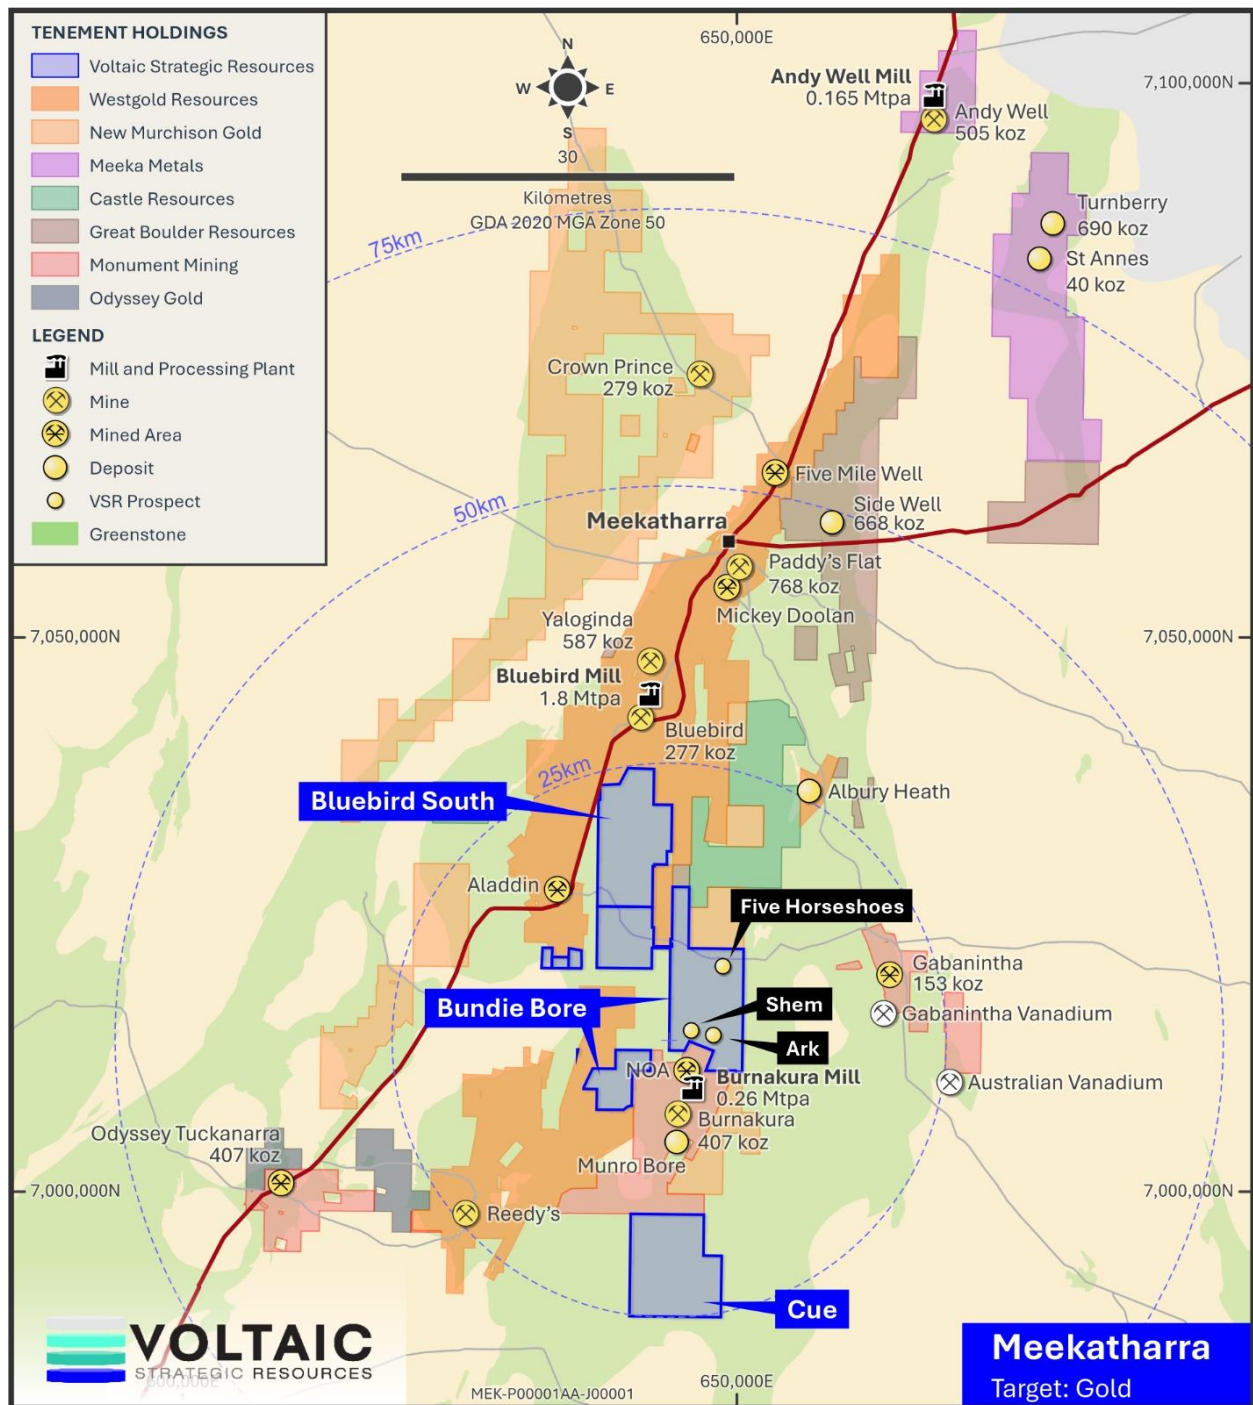 TENEMENT HOLDINGS
Voltaic Strategic Resources
Westgold Resources
New Murchison Gold
Meeka Metals
Castle Resources
Great Boulder Resources
Monument Mining
Odyssey Gold
LEGEND
Mill and Processing Plant
Mine
Mined Area
Deposit
VSR Prospect
Greenstone
650,000E
N
W
E
S
30
Kilometres
GDA 2020 MGA Zone 50
Andy Well Mill
0.165 Mtpa
7,100,000N
Andy Well
505 koz
Turnberry
690 koz
St Annes
40 koz
75km
Crown Prince
279 koz
Five Mile Well
50km
Side Well
668 koz
Meekatharra
Paddy's Flat
768 koz
Mickey Doolan
7,050,000N
7,050,000N
Yaloginda
587 koz
Bluebird Mill
1.8 Mtpa
Bluebird
277 koz
25km
Bluebird South
Albury Heath
Aladdin
Five Horseshoes
Gabanintha
153 koz
Bundie Bore
Shem
Gabanintha Vanadium
Ark
NOA
Burnakura Mill
0.26 Mtpa
Australian Vanadium
Burnakura
407 koz
Odyssey Tuckanarra
407 koz
Munro Bore
7,000,000N
7,000,000N
Reedy's
Cue
VOLTAIC
STRATEGIC RESOURCES
600,000E
MEK-P00001AA-J00001
650,000E
Meekatharra
Target: Gold